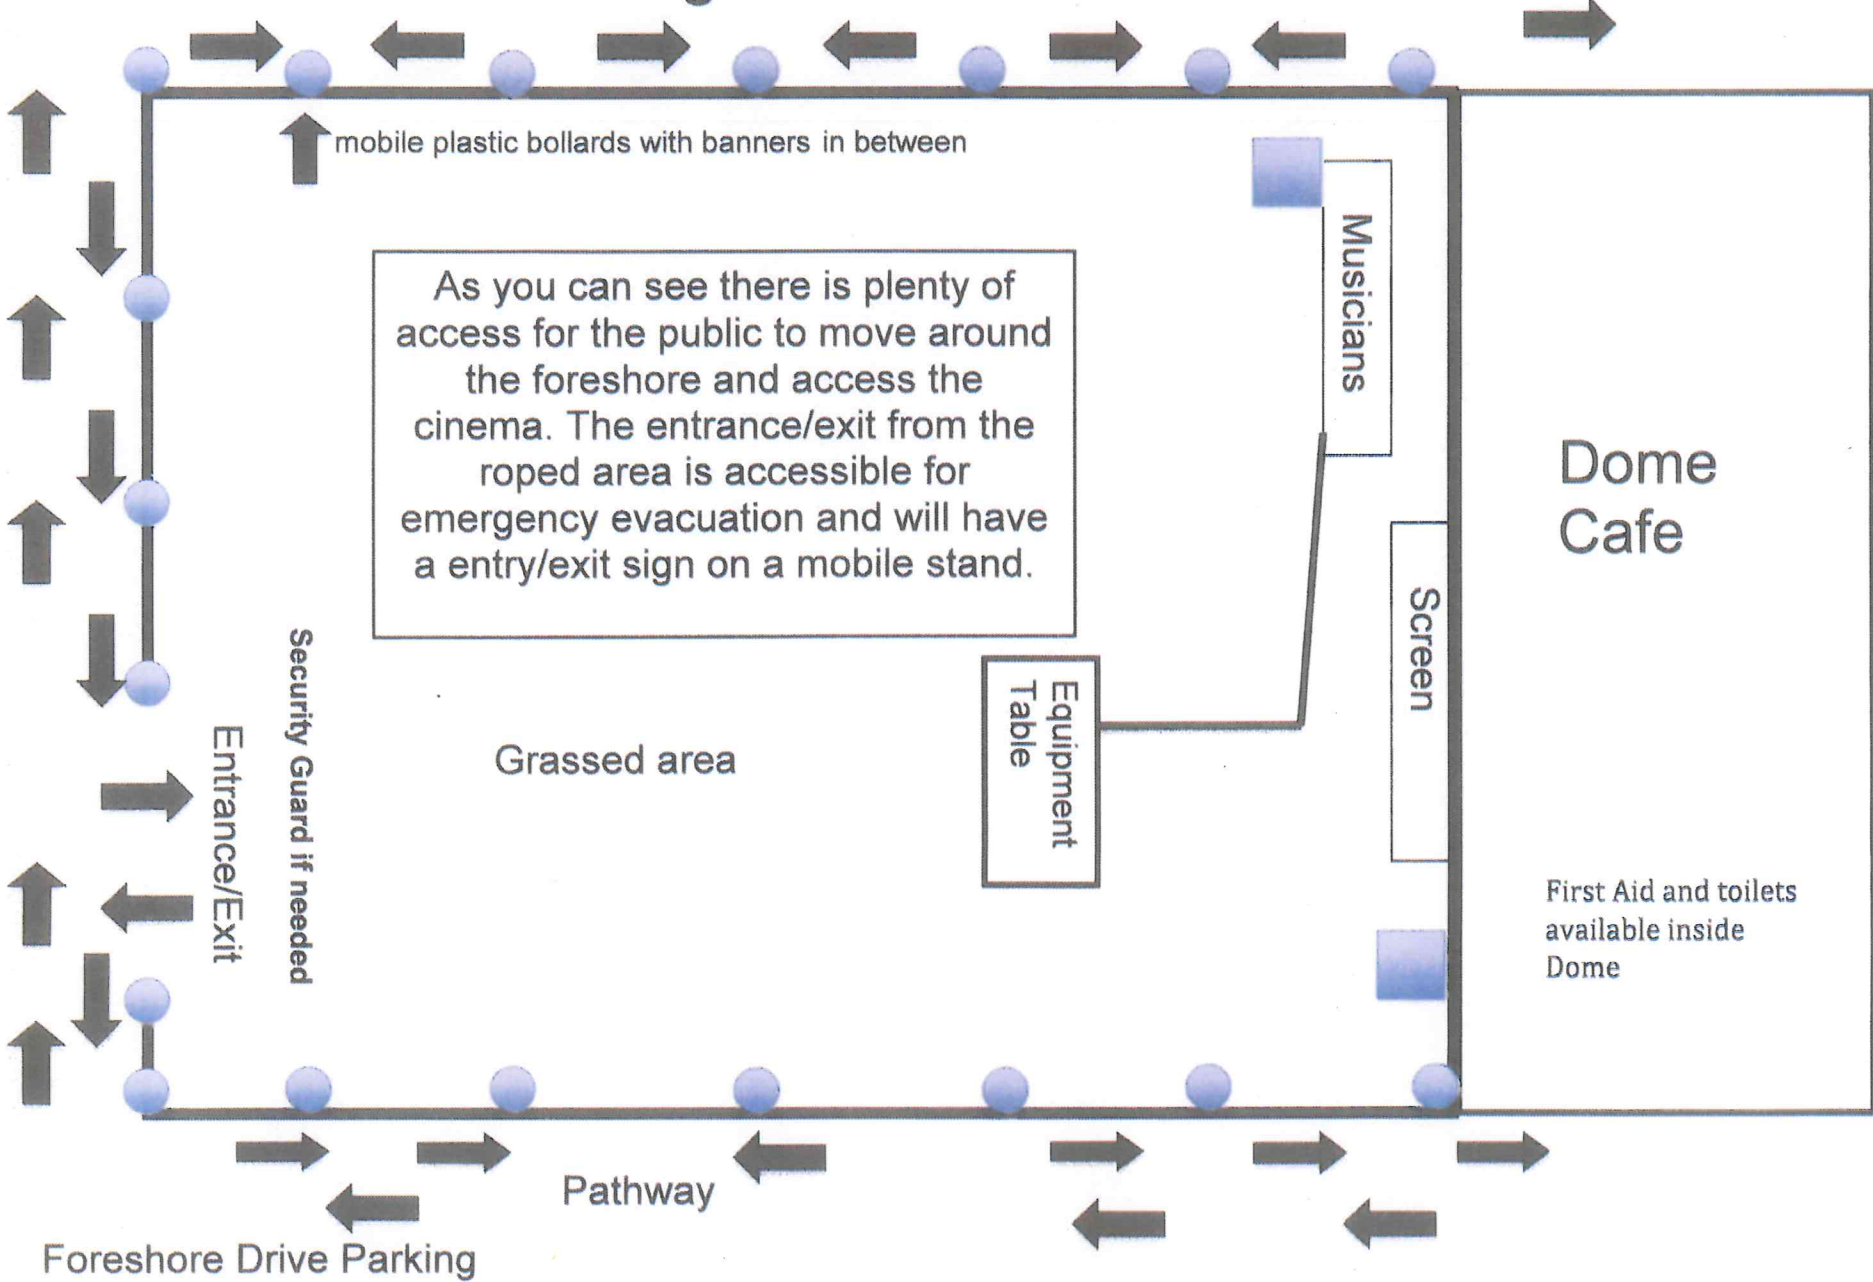 mobile plastic bollards with banners in between
Musicians
As you can see there is plenty of
access for the public to move around
the foreshore and access the
cinema. The entrance/exit from the
roped area is accessible for
emergency evacuation and will have
a entry/exit sign on a mobile stand.
Dome
Cafe
Screen
Security Guard if needed
Entrance/Exit
Grassed area
Equipment
Table
First Aid and toilets
available inside
Dome
Pathway
Foreshore Drive Parking